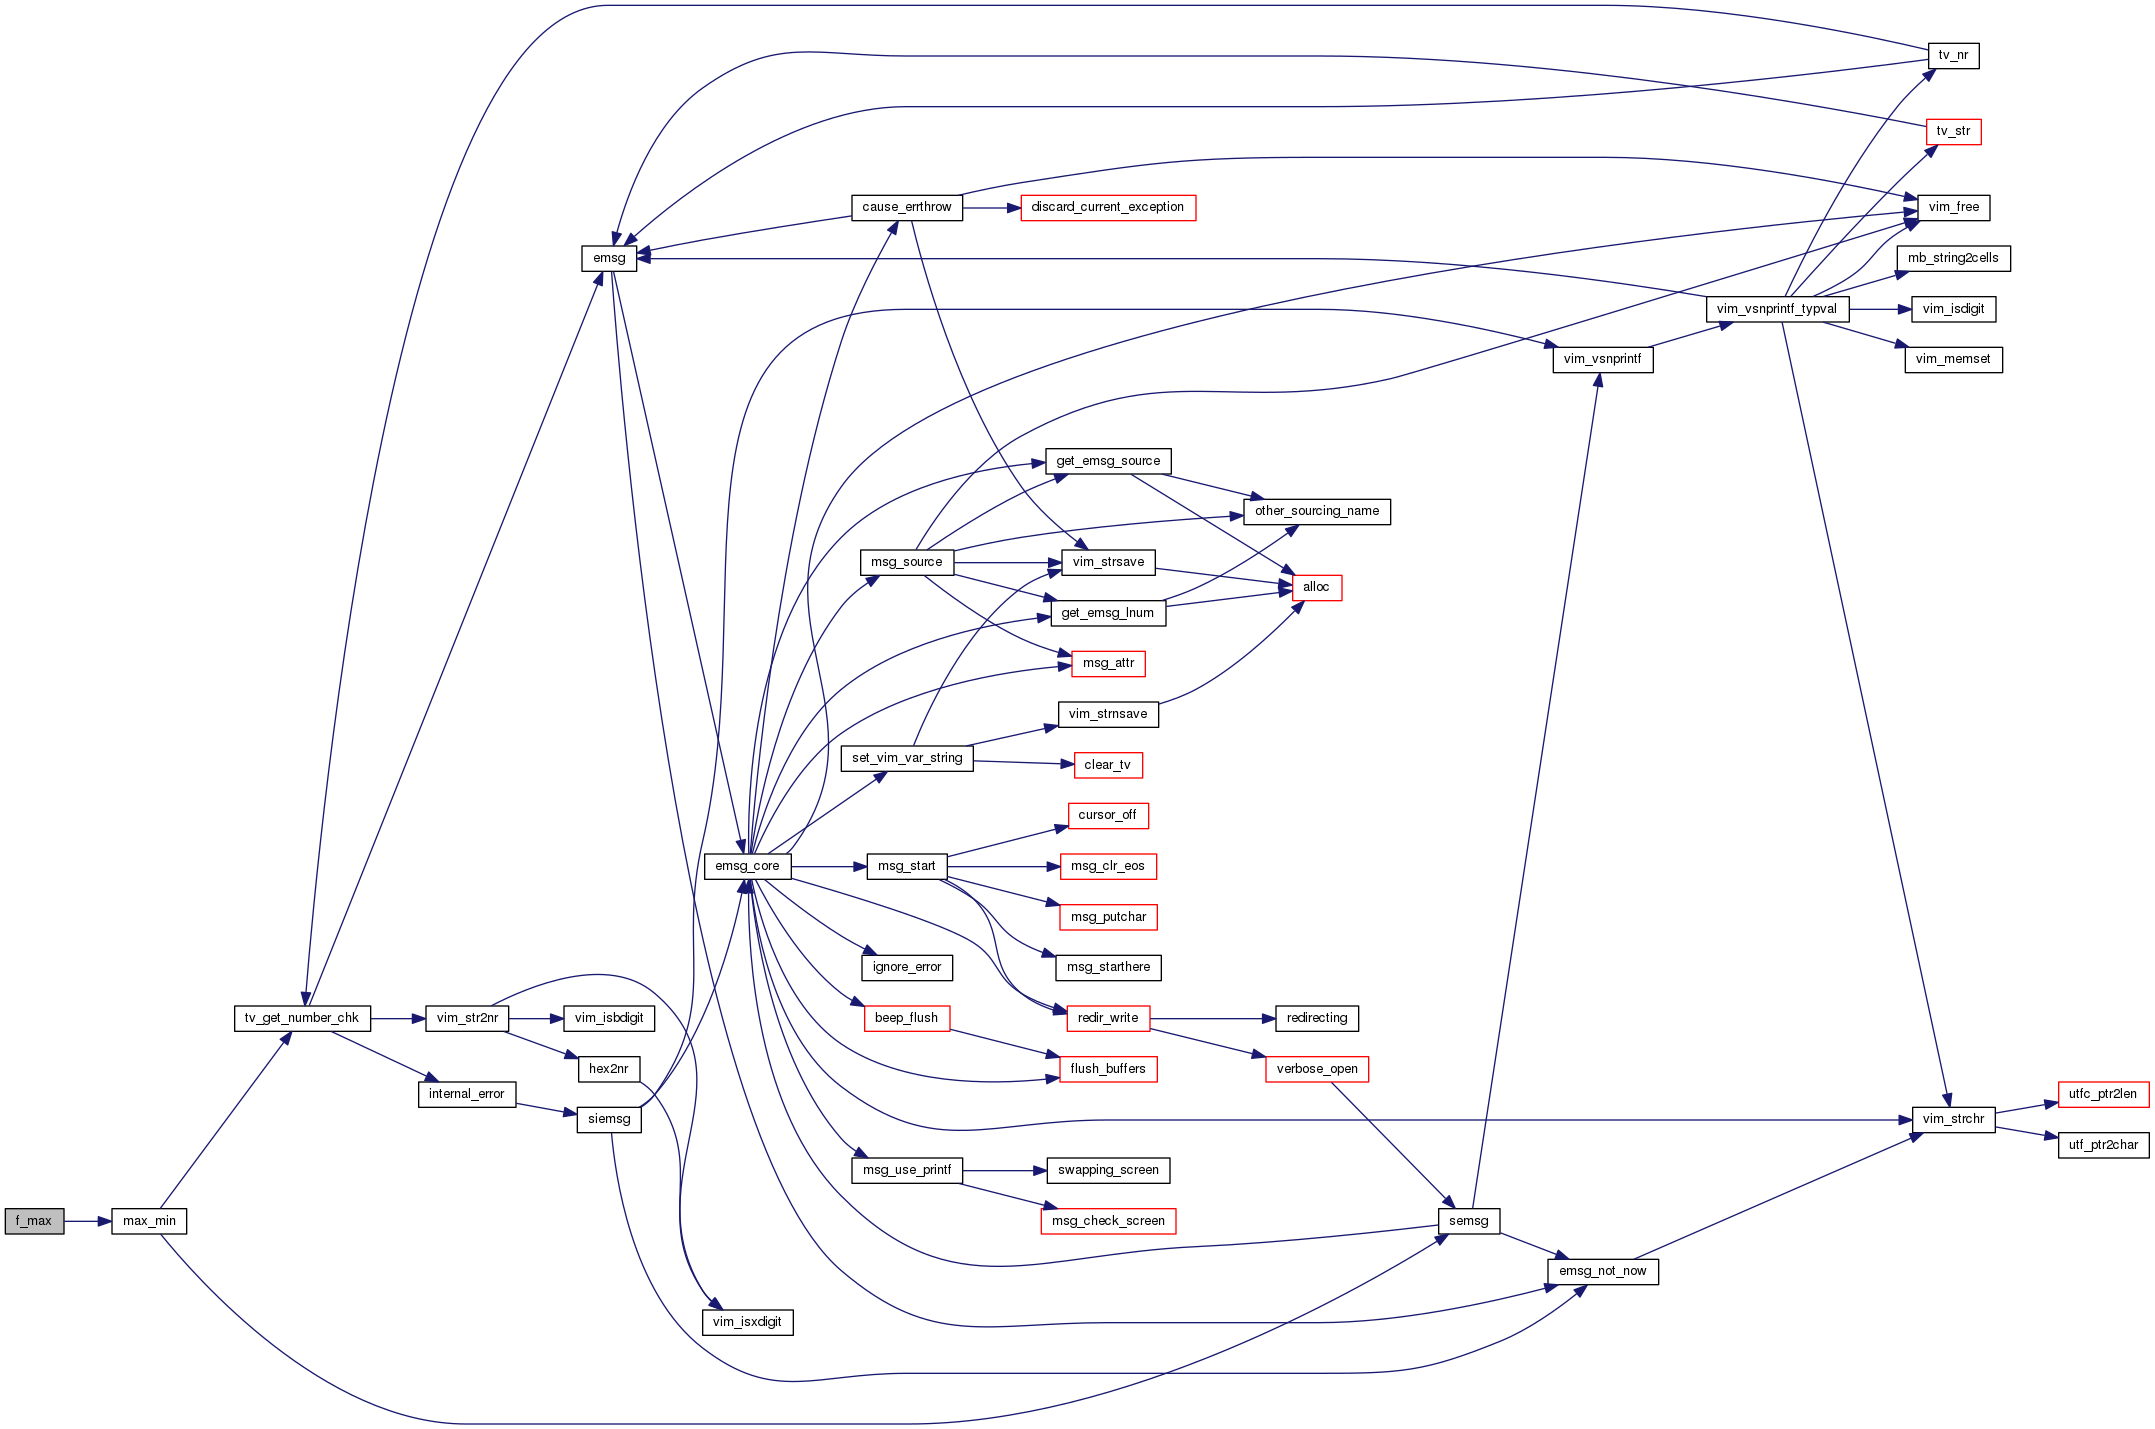 tv_nr
tv_str
cause_errthrow
discard_current_exception
vim_free
emsg
mb_string2cells
vim_vsnprintf_typval
vim_isdigit
vim_vsnprintf
vim_memset
get_emsg_source
other_sourcing_name
msg_source
vim_strsave
alloc
get_emsg_lnum
msg_attr
vim_strnsave
set_vim_var_string
clear_tv
cursor_off
emsg_core
msg_start
msg_clr_eos
msg_putchar
ignore_error
msg_starthere
tv_get_number_chk
vim_str2nr
vim_isbdigit
beep_flush
redir_write
redirecting
hex2nr
flush_buffers
verbose_open
internal_error
utfc_ptr2len
siemsg
vim_strchr
utf_ptr2char
msg_use_printf
swapping_screen
f_max
max_min
msg_check_screen
semsg
emsg_not_now
vim_isxdigit